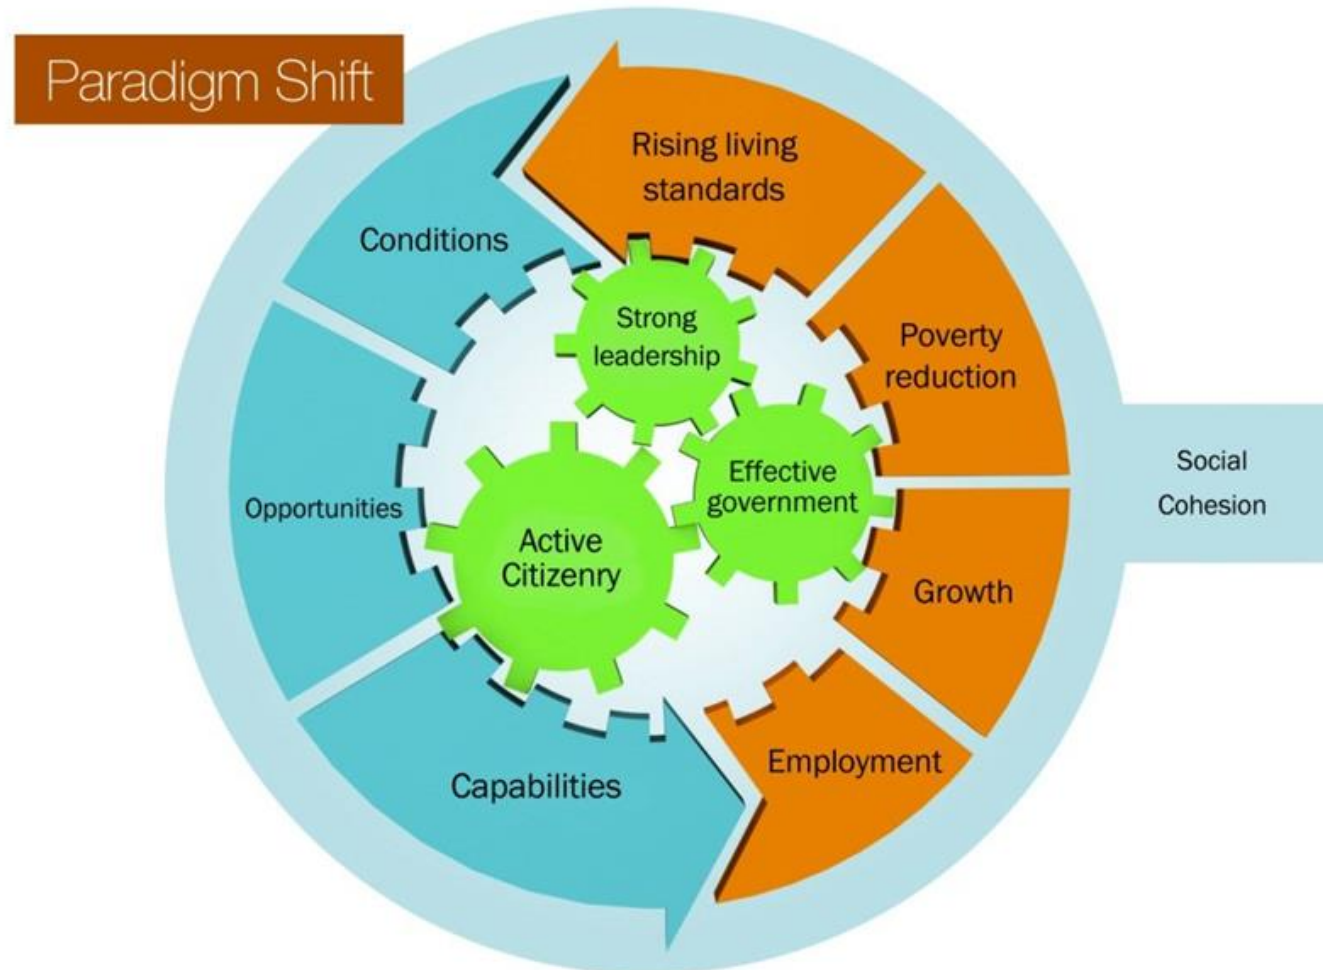 Paradigm Shift
Rising living
standards
Conditions
Strong
leadership
Poverty
reduction
Effective
government
Social
Cohesion
Opportunities
Active
Citizenry
Growth
Employment
Capabilities